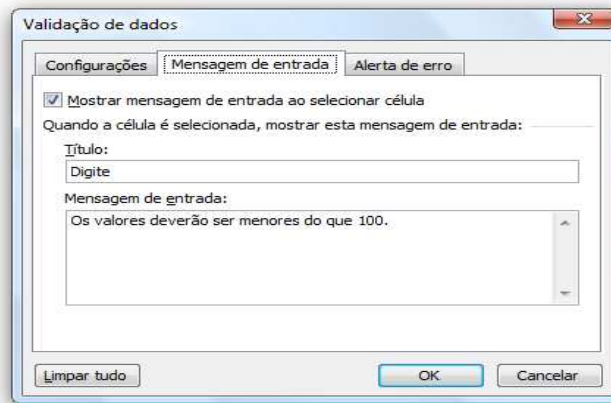 Validação de dados
Configurações Mensagem de entrada Alerta de erro
Mostrar mensagem de entrada ao selecionar célula
Quando a célula é selecionada, mostrar esta mensagem de entrada:
Título:
Digite
Mensagem de entrada:
Os valores deverão ser menores do que 100.
Limpar tudo OK Cancelar